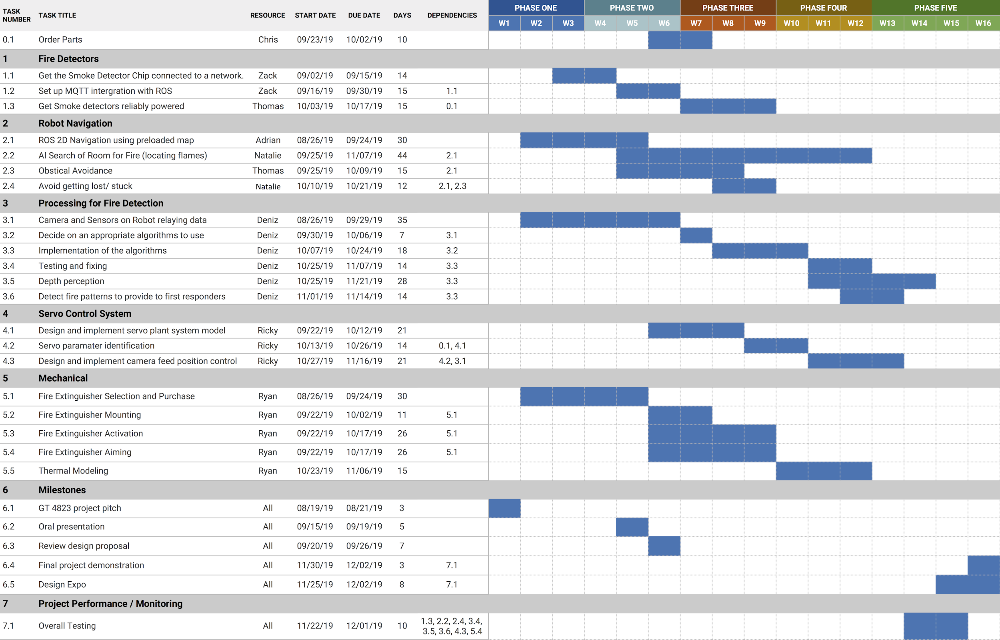 TASK NUMBER TASK TITLE RESOURCE START DATE DUE DATE DAYS DEPENDENCIES PHASE ONE PHASE TWO PHASE THREE PHASE FOUR PHASE FIVE
W1 W2 W3 W4 W5 W6 W7 W8 W9 W10 W11 W12 W13 W14 W15 W16
0.1 Order Parts Chris 09/23/19 10/02/19 10
1 Fire Detectors
1.1 Get the Smoke Detector Chip connected to a network. Zack 09/02/19 09/15/19 14
1.2 Set up MQTT intergration with ROS Zack 09/16/19 09/30/19 15 1.1
1.3 Get Smoke detectors reliably powered Thomas 10/03/19 10/17/19 15 0.1
2 Robot Navigation
2.1 ROS 2D Navigation using preloaded map Adrian 08/26/19 09/24/19 30
2.2 AI Search of Room for Fire (locating flames) Natalie 09/25/19 11/07/19 44 2.1
2.3 Obstical Avoidance Thomas 09/25/19 10/09/19 15 2.1
2.4 Avoid getting lost/ stuck Natalie 10/10/19 10/21/19 12 2.1, 2.3
3 Processing for Fire Detection
3.1 Camera and Sensors on Robot relaying data Deniz 08/26/19 09/29/19 35
3.2 Decide on an appropriate algorithms to use Deniz 09/30/19 10/06/19 7 3.1
3.3 Implementation of the algorithms Deniz 10/07/19 10/24/19 18 3.2
3.4 Testing and fixing Deniz 10/25/19 11/07/19 14 3.3
3.5 Depth perception Deniz 10/25/19 11/21/19 28 3.3
3.6 Detect fire patterns to provide to first responders Deniz 11/01/19 11/14/19 14 3.3
4 Servo Control System
4.1 Design and implement servo plant system model Ricky 09/22/19 10/12/19 21
4.2 Servo paramater identification Ricky 10/13/19 10/26/19 14 0.1, 4.1
4.3 Design and implement camera feed position control Ricky 10/27/19 11/16/19 21 4.2, 3.1
5 Mechanical
5.1 Fire Extinguisher Selection and Purchase Ryan 08/26/19 09/24/19 30
5.2 Fire Extinguisher Mounting Ryan 09/22/19 10/02/19 11 5.1
5.3 Fire Extinguisher Activation Ryan 09/22/19 10/17/19 26 5.1
5.4 Fire Extinguisher Aiming Ryan 09/22/19 10/17/19 26 5.1
5.5 Thermal Modeling Ryan 10/23/19 11/06/19 15
6 Milestones
6.1 GT 4823 project pitch All 08/19/19 08/21/19 3
6.2 Oral presentation All 09/15/19 09/19/19 5
6.3 Review design proposal All 09/20/19 09/26/19 7
6.4 Final project demonstration All 11/30/19 12/02/19 3 7.1
6.5 Design Expo All 11/25/19 12/02/19 8 7.1
7 Project Performance / Monitoring
7.1 Overall Testing All 11/22/19 12/01/19 10 1.3, 2.2, 2.4, 3.4,
3.5, 3.6, 4.3, 5.4